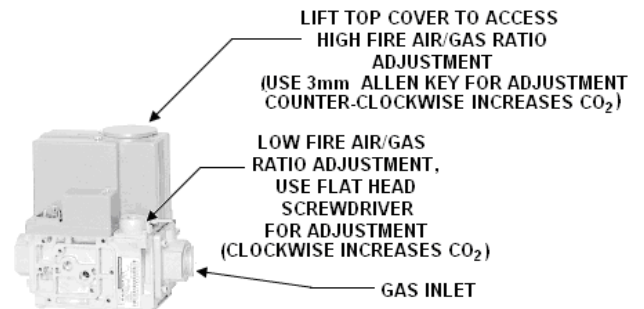 LIFT TOP COVER TO ACCESS
HIGH FIRE AIR/GAS RATIO
ADJUSTMENT
(USE 3mm ALLEN KEY FOR ADJUSTMENT
COUNTER-CLOCKWISE INCREASES CO₂)
LOW FIRE AIR/GAS
RATIO ADJUSTMENT,
USE FLAT HEAD
SCREWDRIVER
FOR ADJUSTMENT
(CLOCKWISE INCREASES CO₂)
GAS INLET